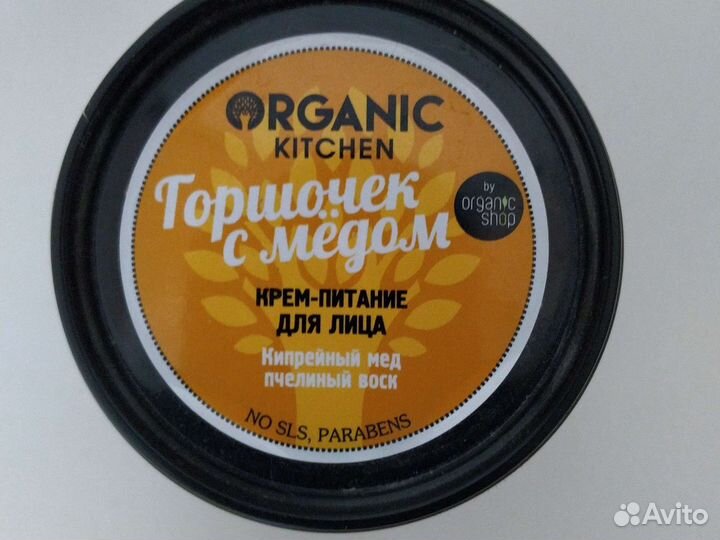 ORGANIC
KITCHEN
Горшочек
с мёдом
by
organic
shop
КРЕМ-ПИТАНИЕ
ДЛЯ ЛИЦА
Кипрейный мед
пчелиный воск
NO SLS, PARABENS
Avito